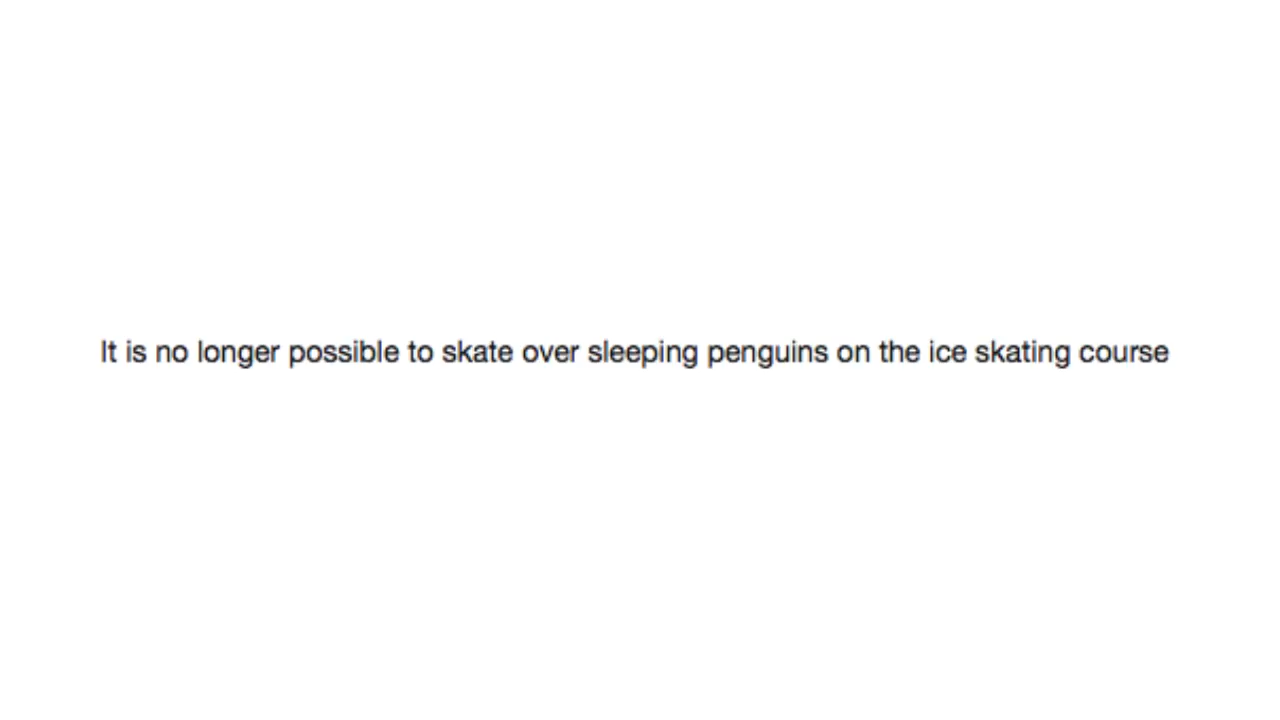 It is no longer possible to skate over sleeping penguins on the ice skating course